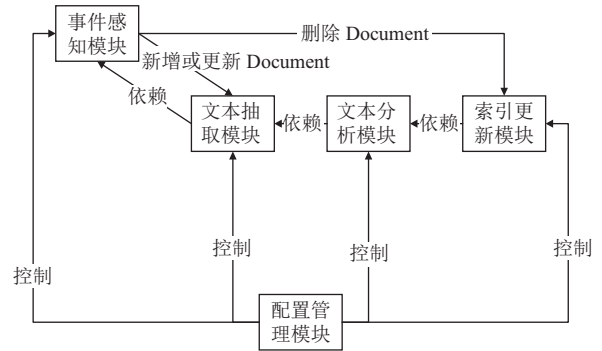 事件感
知模块
删除 Document
新增或更新 Document
依赖
文本抽
取模块
依赖
文本分
析模块
依赖
索引更
新模块
控制
控制
控制
控制
配置管
理模块